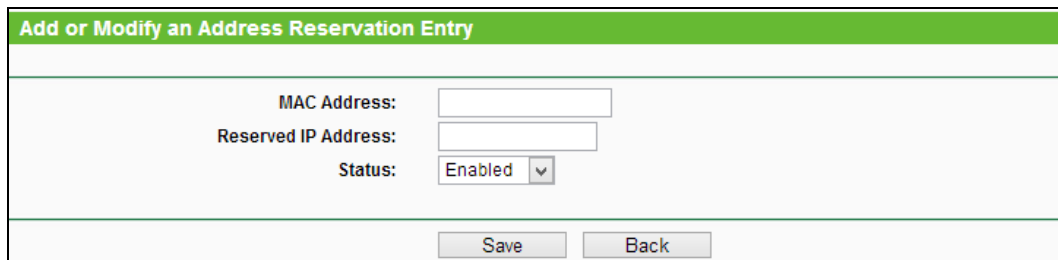 Add or Modify an Address Reservation Entry
MAC Address:
Reserved IP Address:
Status: Enabled
Save Back